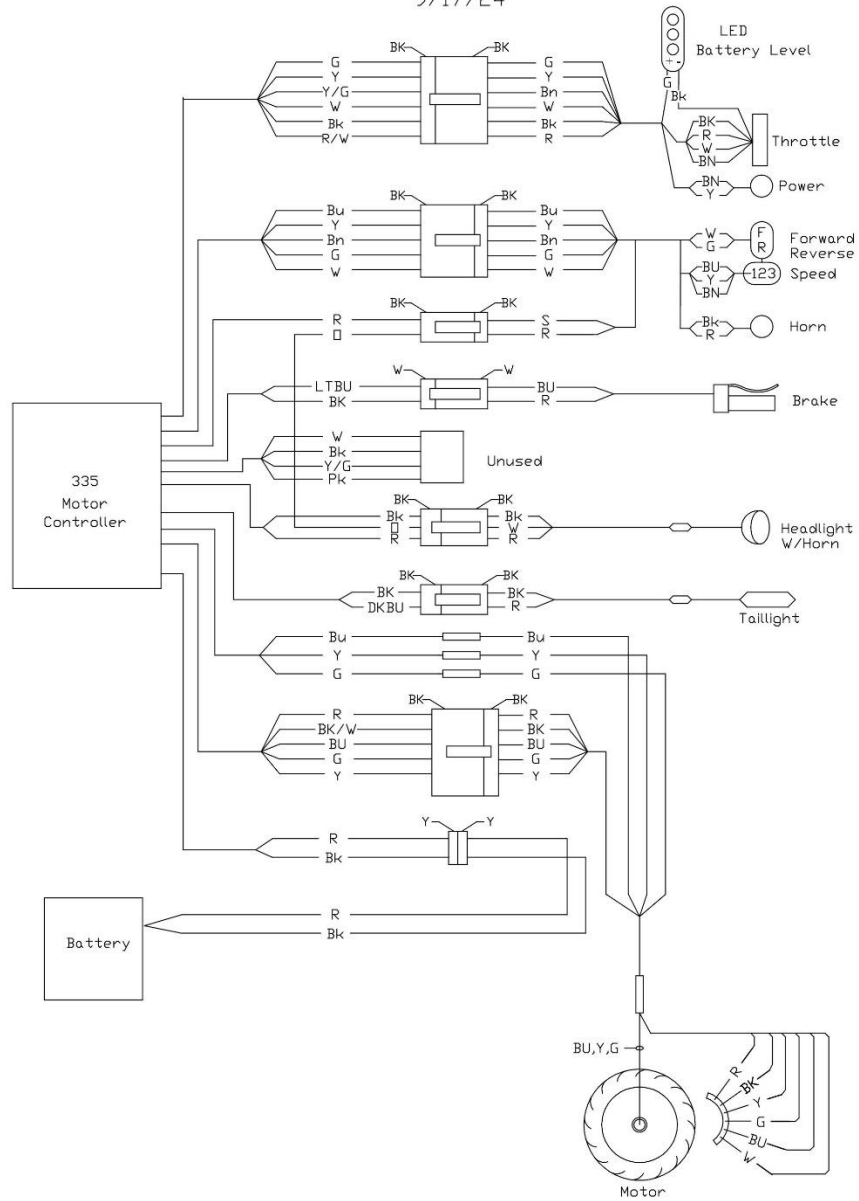 9/17/24
LED
Battery Level
+ -
G
Bk
BK
BK
G
Y
Y/G
W
Bk
R/W
G
Y
Bn
W
Bk
R
BK
R
W
BN
Throttle
BN
Y
Power
BK
BK
Bu
Y
Bn
G
W
Bu
Y
Bn
G
W
W
G
F
R
Forward
Reverse
BU
Y
BN
123
Speed
Bk
R
Horn
BK
BK
R
O
S
R
W
W
LTBU
BK
BU
R
Brake
W
Bk
Y/G
Pk
Unused
335
Motor
Controller
BK
BK
Bk
O
R
Bk
W
R
Headlight
W/Horn
BK
BK
BK
DKBU
BK
R
Taillight
Bu
Y
G
Bu
Y
G
BK
BK
R
BK/W
BU
G
Y
R
BK
BU
G
Y
Y
Y
R
Bk
Battery
R
Bk
BU,Y,G
R
BK
Y
G
BU
W
Motor